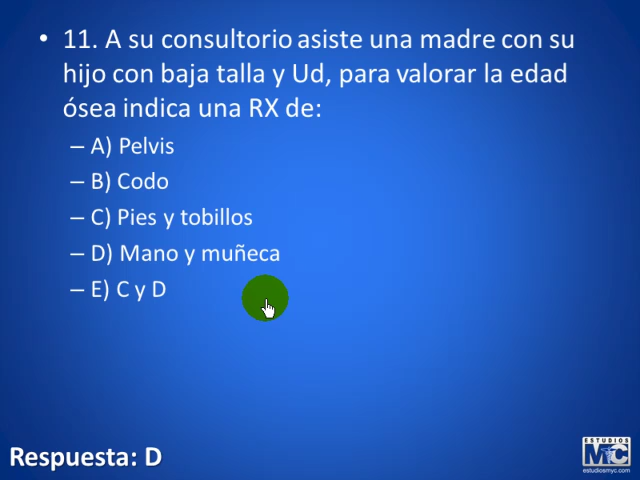 • 11. A su consultorio asiste una madre con su
hijo con baja talla y Ud, para valorar la edad
ósea indica una RX de:
– A) Pelvis
– B) Codo
– C) Pies y tobillos
– D) Mano y muñeca
– E) C y D
Respuesta: D
ESTUDIOS
MyC
estudiosmyc.com